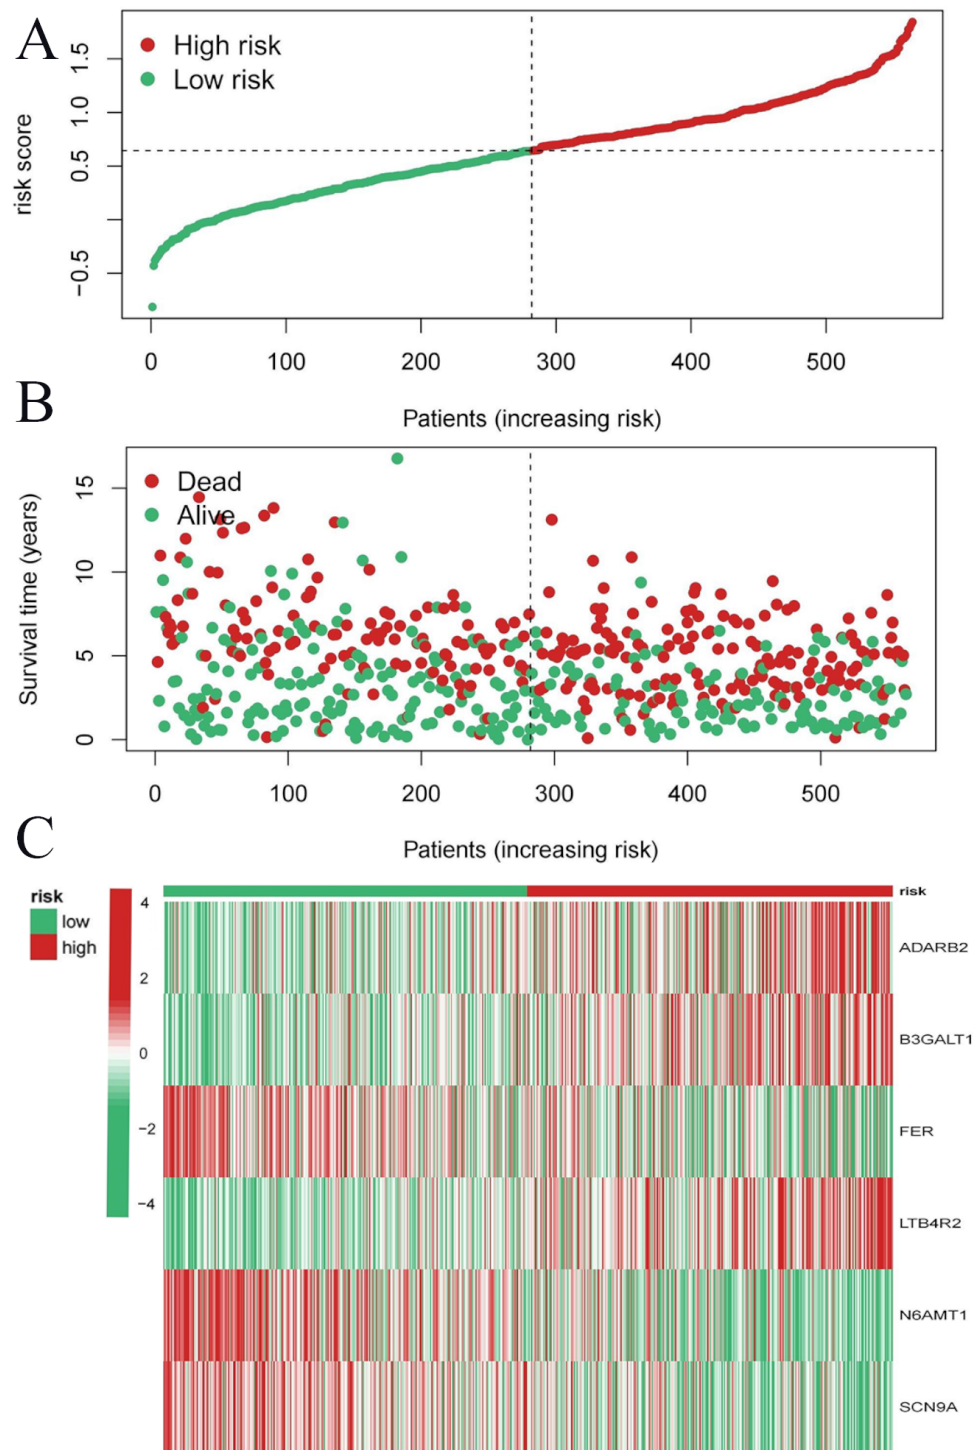 A
High risk
Low risk
risk score
1.5
1.0
0.5
−0.5
0 100 200 300 400 500
Patients (increasing risk)
B
Dead
Alive
Survival time (years)
15
10
5
0
0 100 200 300 400 500
Patients (increasing risk)
C
risk
low
high
4
2
0
−2
−4
risk
ADARB2
B3GALT1
FER
LTB4R2
N6AMT1
SCN9A